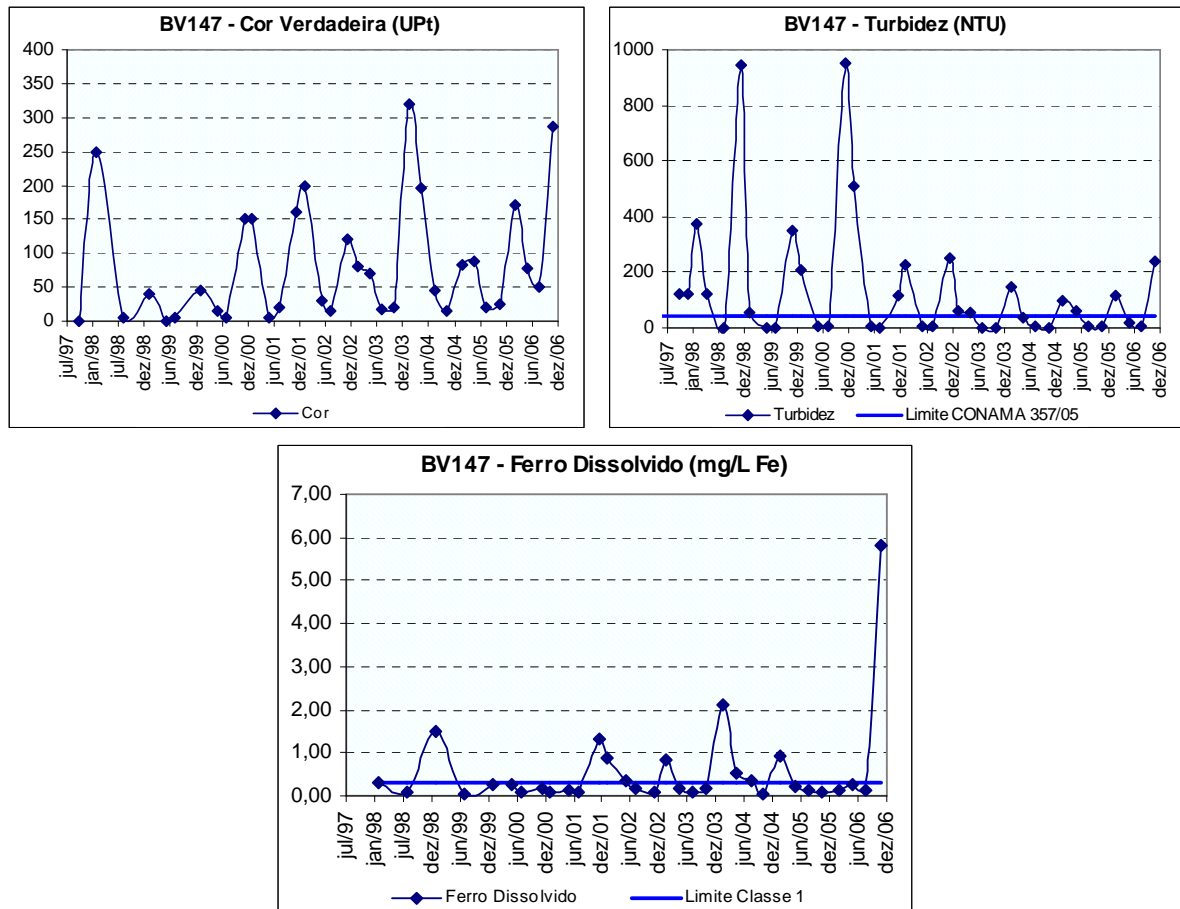 BV147 - Cor Verdadeira (UPt)
400
350
300
250
200
150
100
50
0
jul/97
jan/98
jul/98
dez/98
jun/99
dez/99
jun/00
dez/00
jun/01
dez/01
jun/02
dez/02
jun/03
dez/03
jun/04
dez/04
jun/05
dez/05
jun/06
dez/06
Cor
BV147 - Turbidez (NTU)
1000
800
600
400
200
0
jul/97
jan/98
jul/98
dez/98
jun/99
dez/99
jun/00
dez/00
jun/01
dez/01
jun/02
dez/02
jun/03
dez/03
jun/04
dez/04
jun/05
dez/05
jun/06
dez/06
Turbidez Limite CONAMA 357/05
BV147 - Ferro Dissolvido (mg/L Fe)
7,00
6,00
5,00
4,00
3,00
2,00
1,00
0,00
jul/97
jan/98
jul/98
dez/98
jun/99
dez/99
jun/00
dez/00
jun/01
dez/01
jun/02
dez/02
jun/03
dez/03
jun/04
dez/04
jun/05
dez/05
jun/06
dez/06
Ferro Dissolvido Limite Classe 1